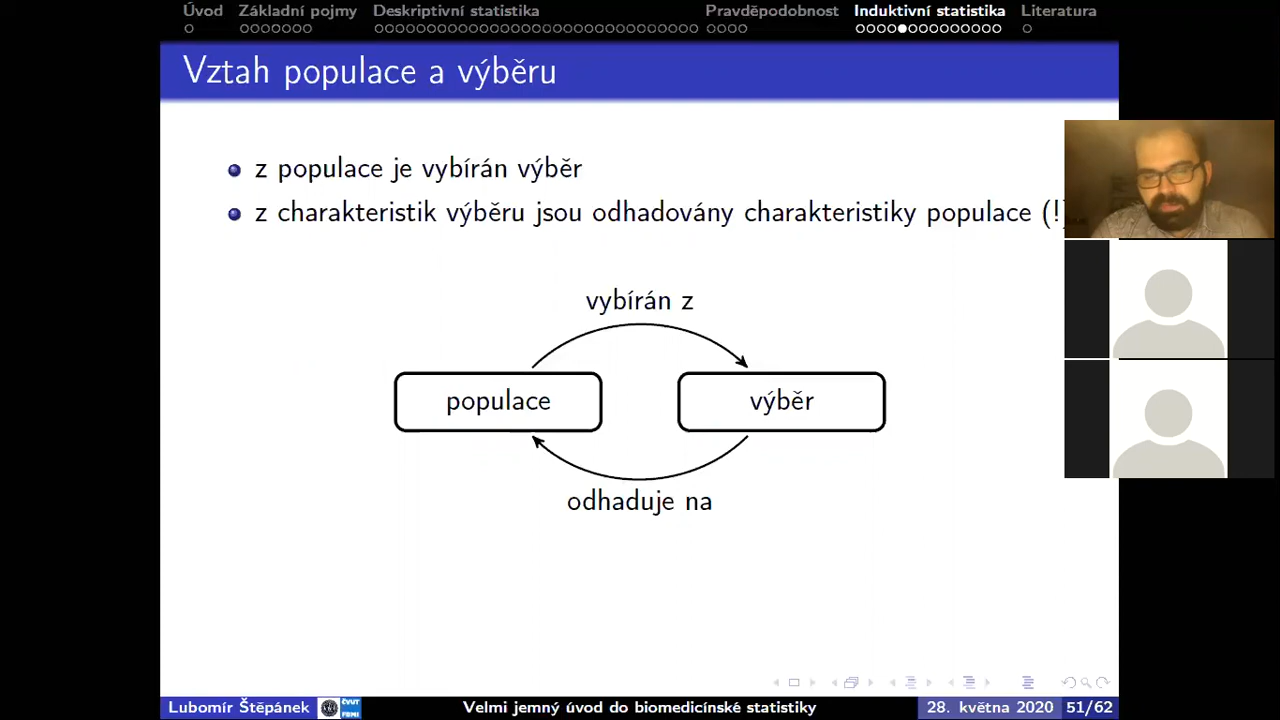 Úvod Základní pojmy Deskriptivní statistika Pravděpodobnost Induktivní statistika Literatura
Vztah populace a výběru
z populace je vybírán výběr
z charakteristik výběru jsou odhadovány charakteristiky populace (!)
vybírán z
populace výběr
odhaduje na
Lubomír Štěpánek ČVUT FBMI Velmi jemný úvod do biomedicínské statistiky 28. května 2020 51/62